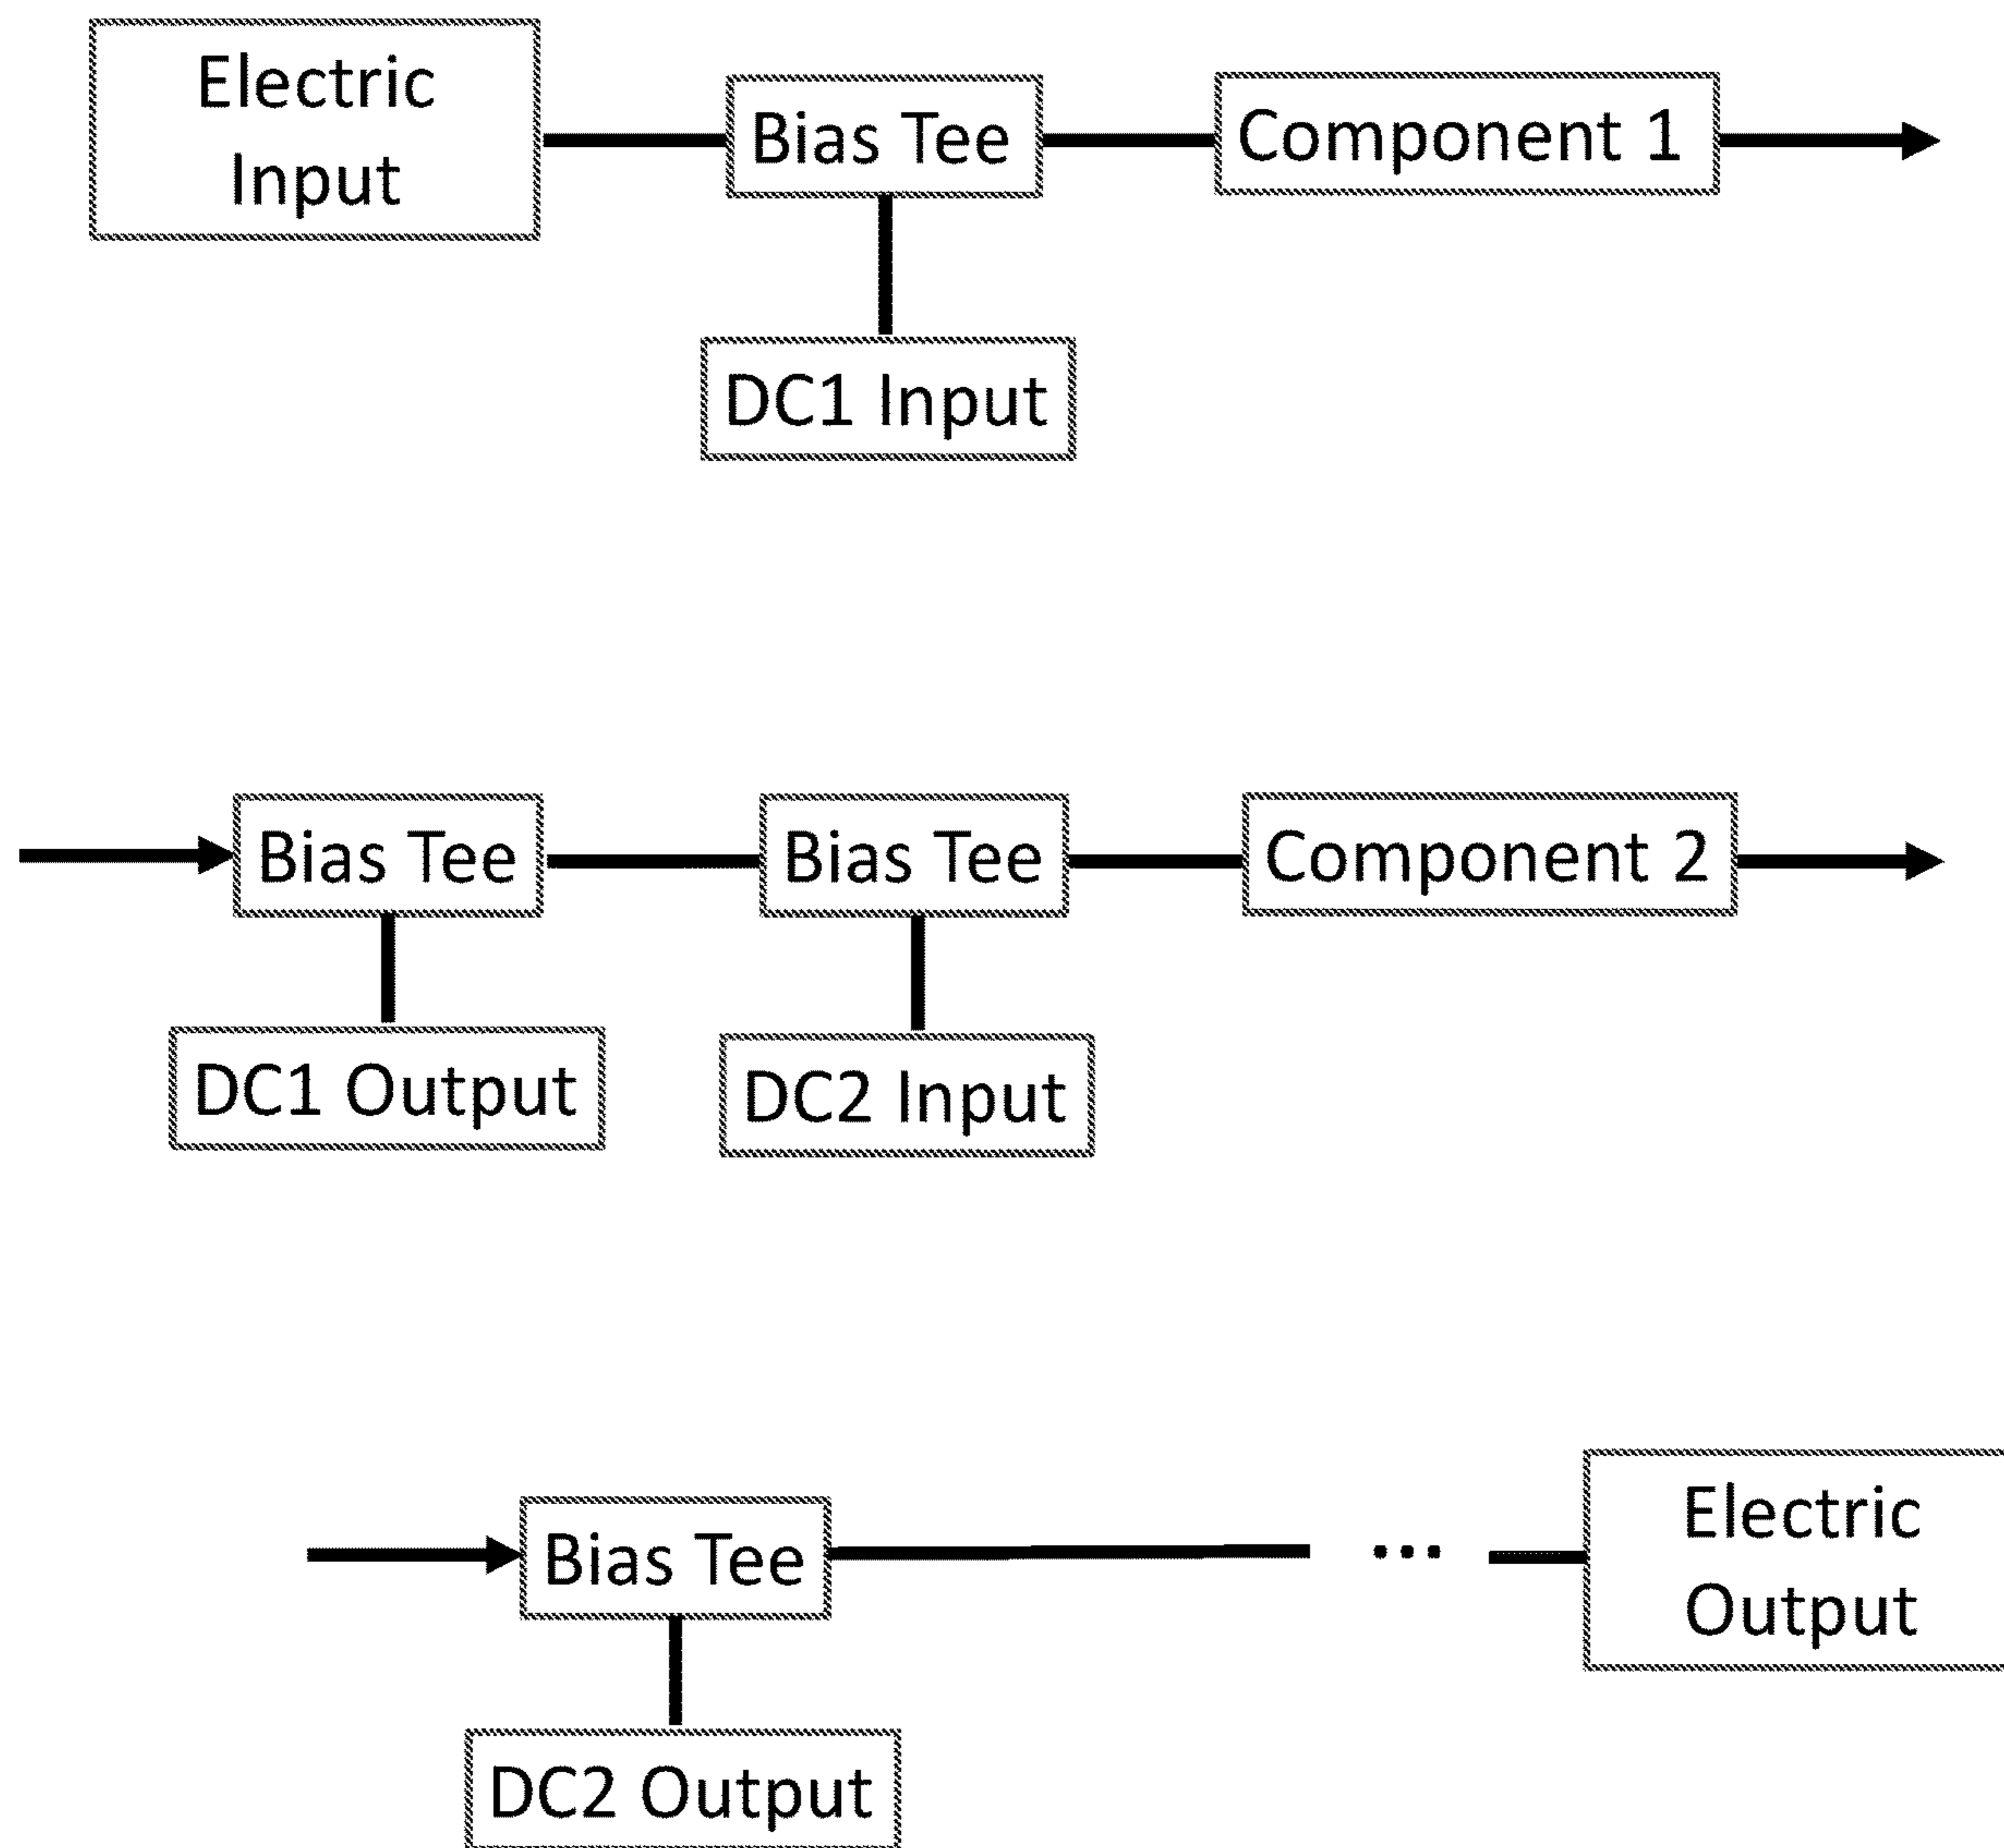 Electric
Input
Bias Tee
Component 1
DC1 Input
Bias Tee
Bias Tee
Component 2
DC1 Output
DC2 Input
Bias Tee
...
Electric
Output
DC2 Output